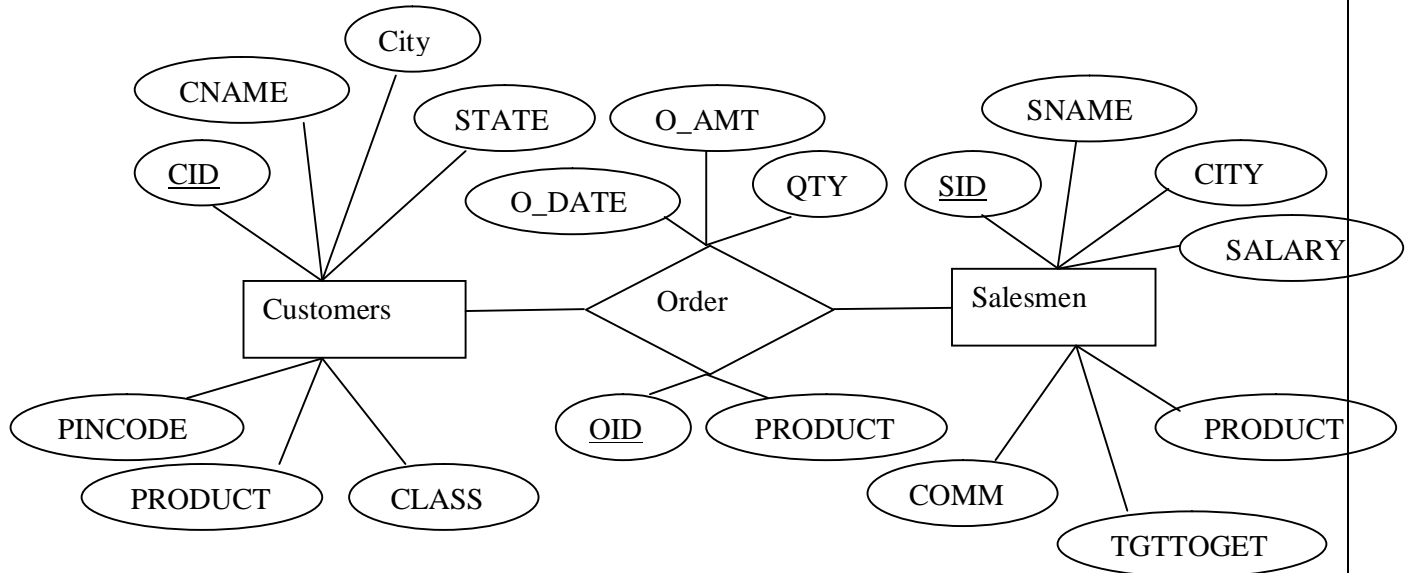 City
CNAME
STATE
O_AMT
SNAME
CID
O_DATE
QTY
SID
CITY
SALARY
Customers
Order
Salesmen
PINCODE
OID
PRODUCT
PRODUCT
PRODUCT
CLASS
COMM
TGTTOGET